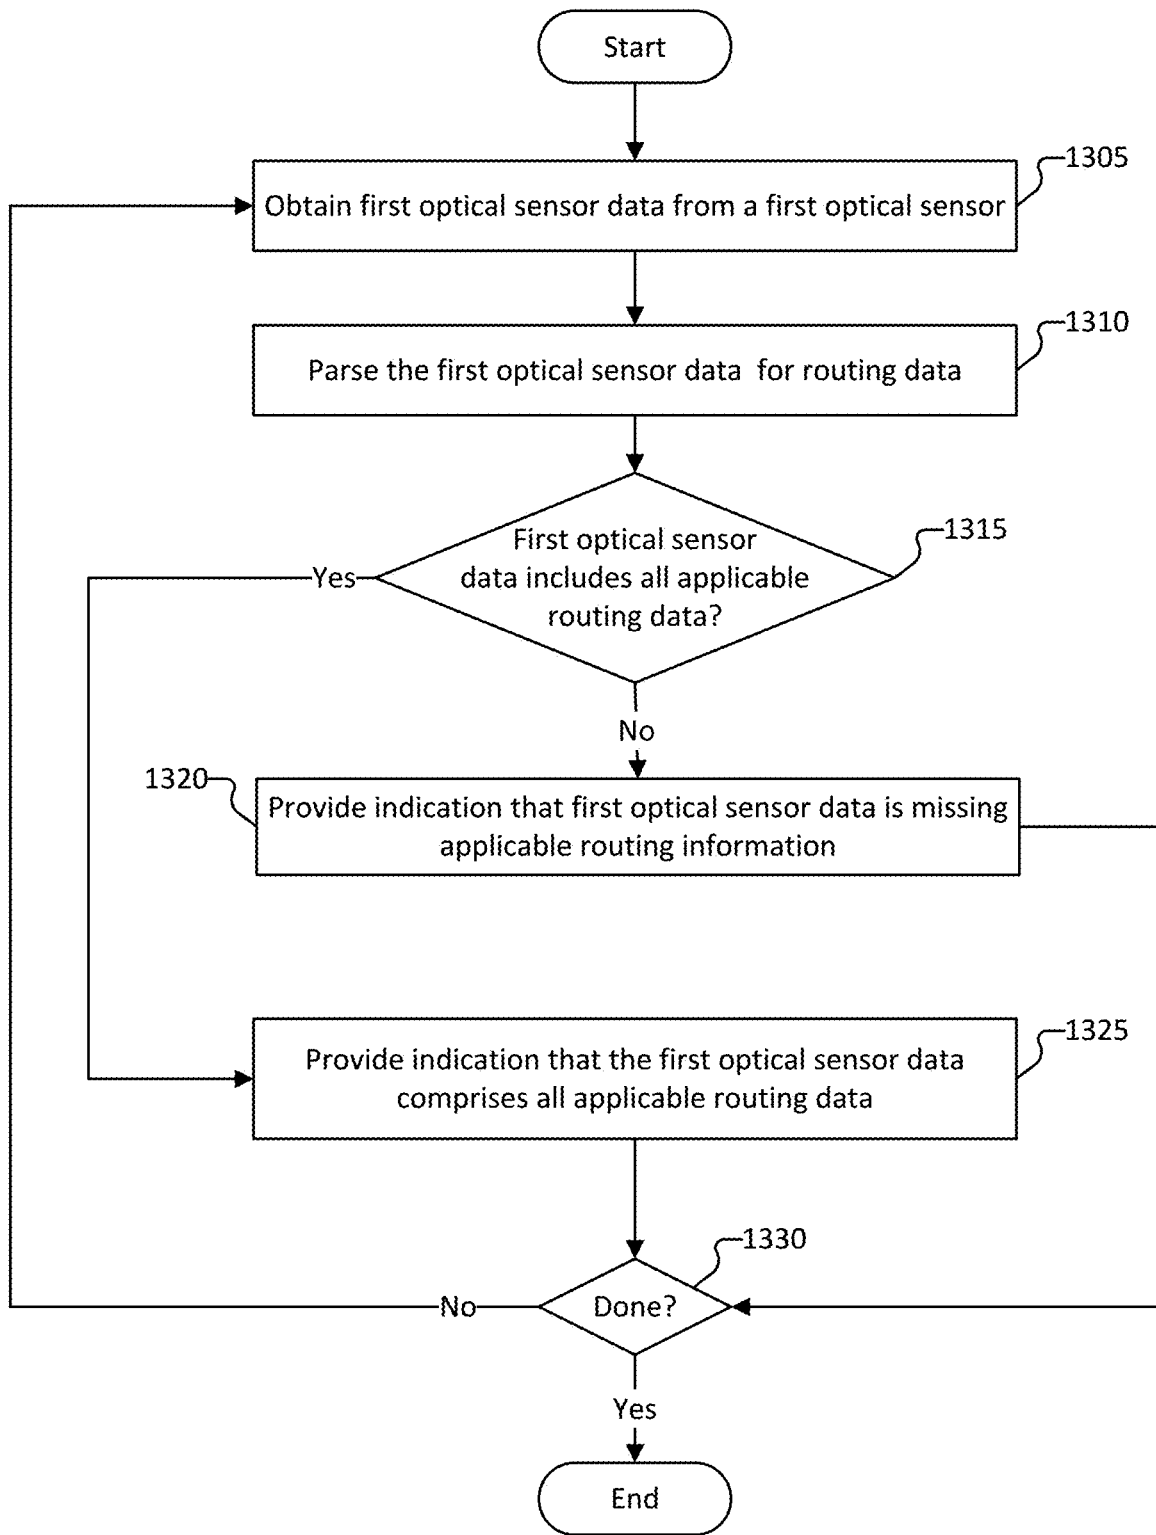 Start
1305
Obtain first optical sensor data from a first optical sensor
1310
Parse the first optical sensor data for routing data
1315
First optical sensor
data includes all applicable
routing data?
Yes
No
1320
Provide indication that first optical sensor data is missing
applicable routing information
1325
Provide indication that the first optical sensor data
comprises all applicable routing data
1330
Done?
No
Yes
End